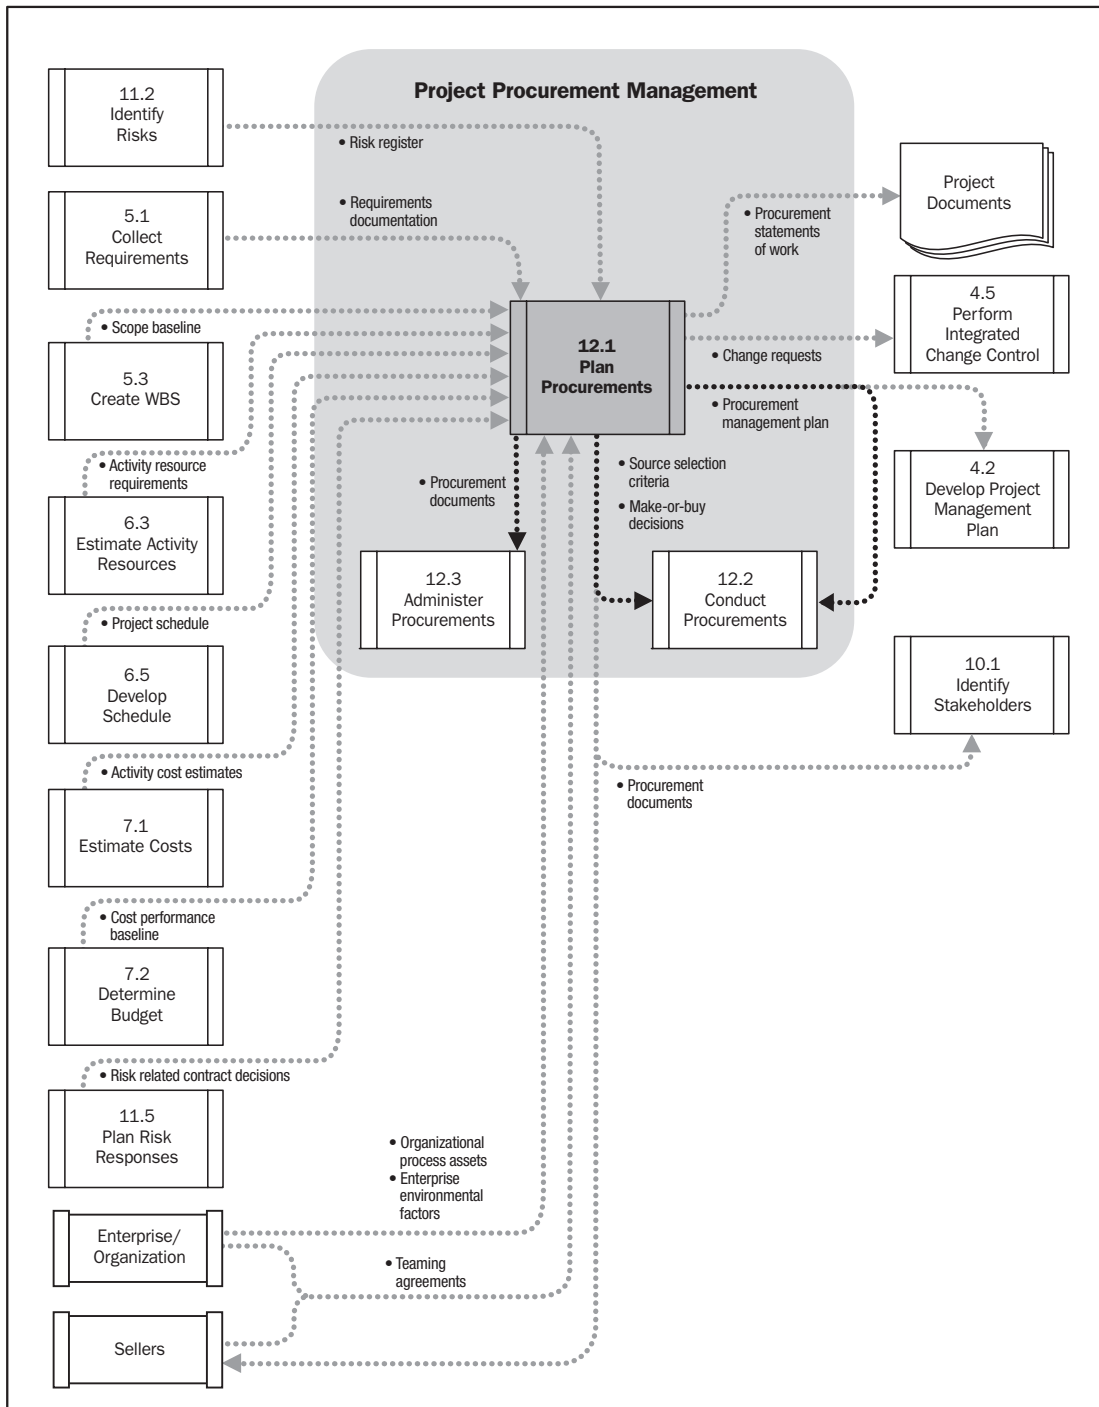 Project Procurement Management
11.2
Identify
Risks
• Risk register
5.1
Collect
Requirements
• Requirements
documentation
• Procurement
statements
of work
Project
Documents
4.5
Perform
Integrated
Change Control
• Scope baseline
12.1
Plan
Procurements
• Change requests
5.3
Create WBS
• Procurement
management plan
• Activity resource
requirements
• Procurement
documents
• Source selection
criteria
• Make-or-buy
decisions
4.2
Develop Project
Management
Plan
6.3
Estimate Activity
Resources
12.3
Administer
Procurements
12.2
Conduct
Procurements
• Project schedule
6.5
Develop
Schedule
10.1
Identify
Stakeholders
• Activity cost estimates
• Procurement
documents
7.1
Estimate Costs
• Cost performance
baseline
7.2
Determine
Budget
• Risk related contract decisions
11.5
Plan Risk
Responses
• Organizational
process assets
• Enterprise
environmental
factors
Enterprise/
Organization
• Teaming
agreements
Sellers